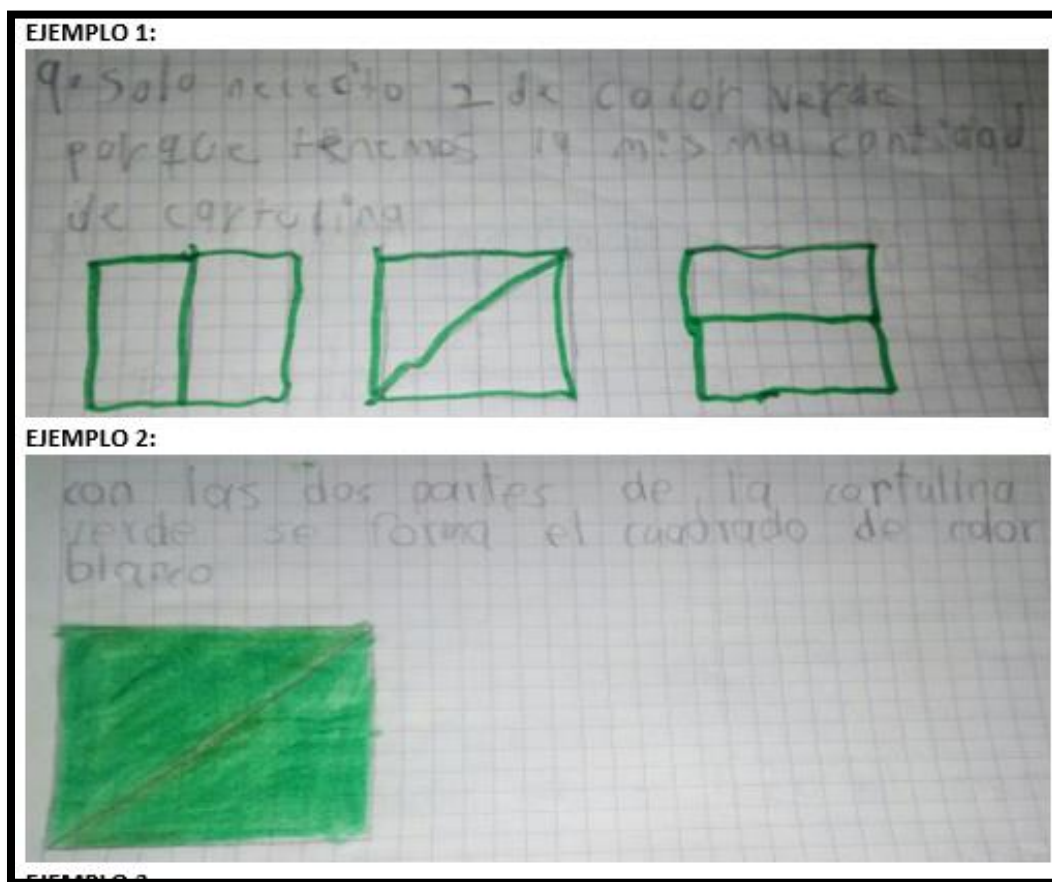 EJEMPLO 1:
a. Solo necesito 2 de color verde
porque tenemos la misma cantidad
de cartulina
EJEMPLO 2:
con las dos partes de la cartulina
verde se forma el cuadrado de color
blanco